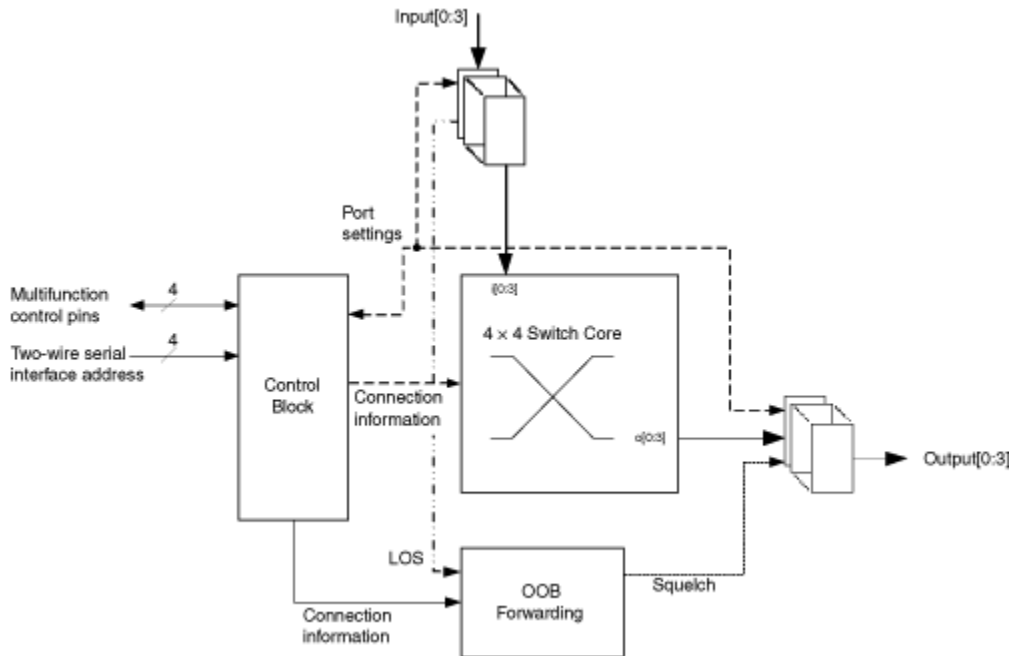 Input[0:3]
Port
settings
4
Multifunction
control pins
4
Two-wire serial
interface address
Control
Block
Connection
information
i[0:3]
4 × 4 Switch Core
o[0:3]
Output[0:3]
LOS
OOB
Forwarding
Squelch
Connection
information